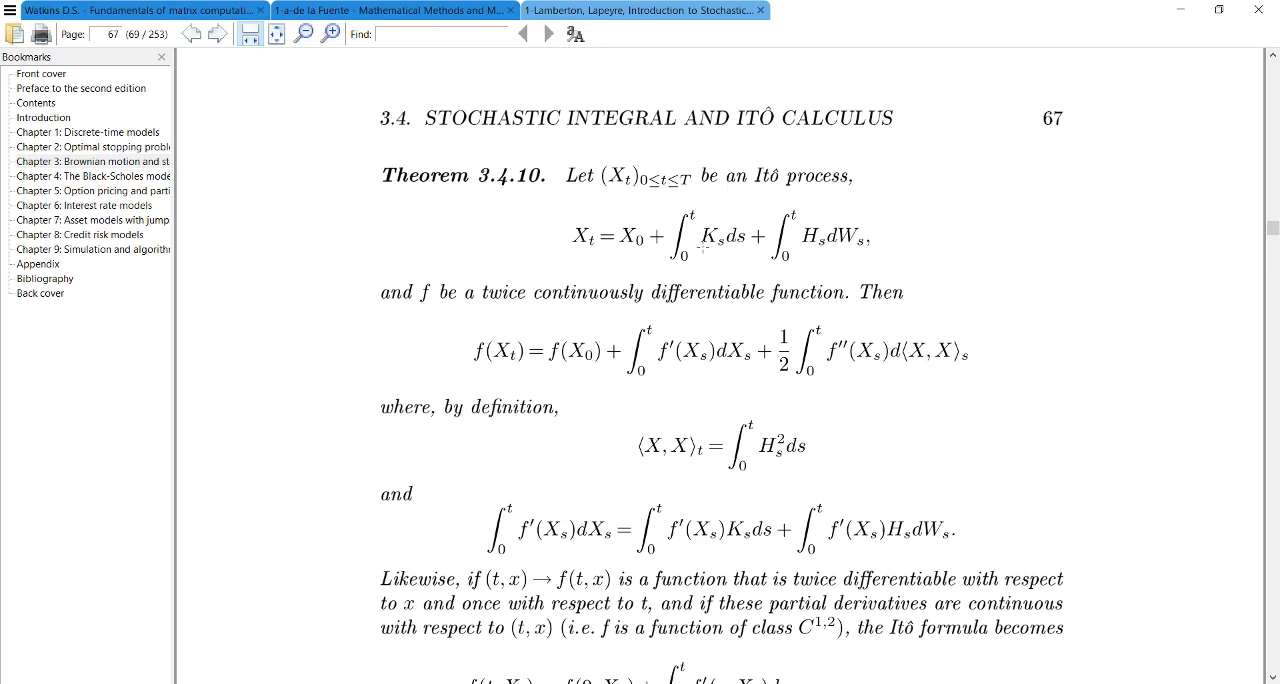 Watkins D.S. - Fundamentals of matrix computati...
1-a-de la Fuente - Mathematical Methods and M...
1-Lamberton, Lapeyre, Introduction to Stochastic...
Page: 67 (69 / 253) Find:
Bookmarks
Front cover
Preface to the second edition
Contents
Introduction
Chapter 1: Discrete-time models
Chapter 2: Optimal stopping probl
Chapter 3: Brownian motion and st
Chapter 4: The Black-Scholes mode
Chapter 5: Option pricing and parti
Chapter 6: Interest rate models
Chapter 7: Asset models with jump
Chapter 8: Credit risk models
Chapter 9: Simulation and algorith
Appendix
Bibliography
Back cover
3.4. STOCHASTIC INTEGRAL AND ITÔ CALCULUS 67
Theorem 3.4.10. Let (X_t)_{0≤t≤T} be an Itô process,
X_t = X_0 + ∫_0^t K_s ds + ∫_0^t H_s dW_s,
and f be a twice continuously differentiable function. Then
f(X_t) = f(X_0) + ∫_0^t f′(X_s)dX_s + 1/2 ∫_0^t f″(X_s)d⟨X, X⟩_s
where, by definition,
⟨X, X⟩_t = ∫_0^t H_s^2 ds
and
∫_0^t f′(X_s)dX_s = ∫_0^t f′(X_s)K_s ds + ∫_0^t f′(X_s)H_s dW_s.
Likewise, if (t, x) → f(t, x) is a function that is twice differentiable with respect
to x and once with respect to t, and if these partial derivatives are continuous
with respect to (t, x) (i.e. f is a function of class C^{1,2}), the Itô formula becomes